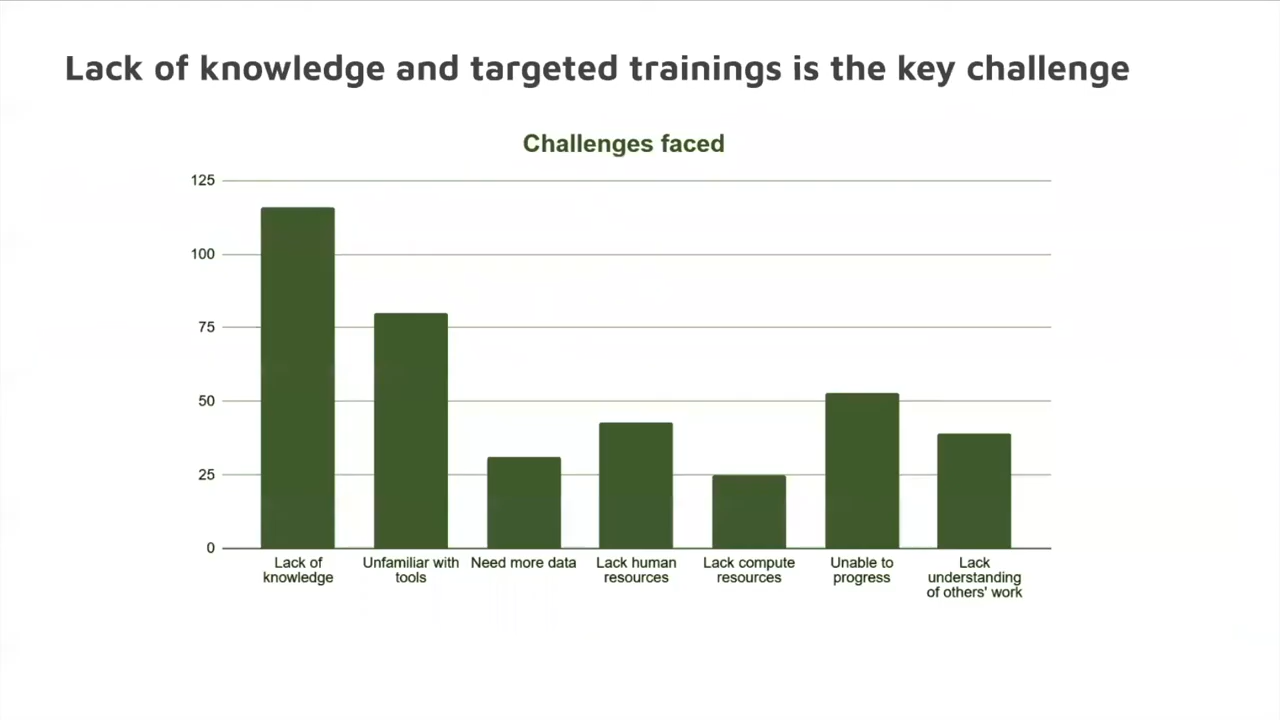 Lack of knowledge and targeted trainings is the key challenge
Challenges faced
125
100
75
50
25
0
Lack of
knowledge
Unfamiliar with
tools
Need more data
Lack human
resources
Lack compute
resources
Unable to
progress
Lack
understanding
of others' work